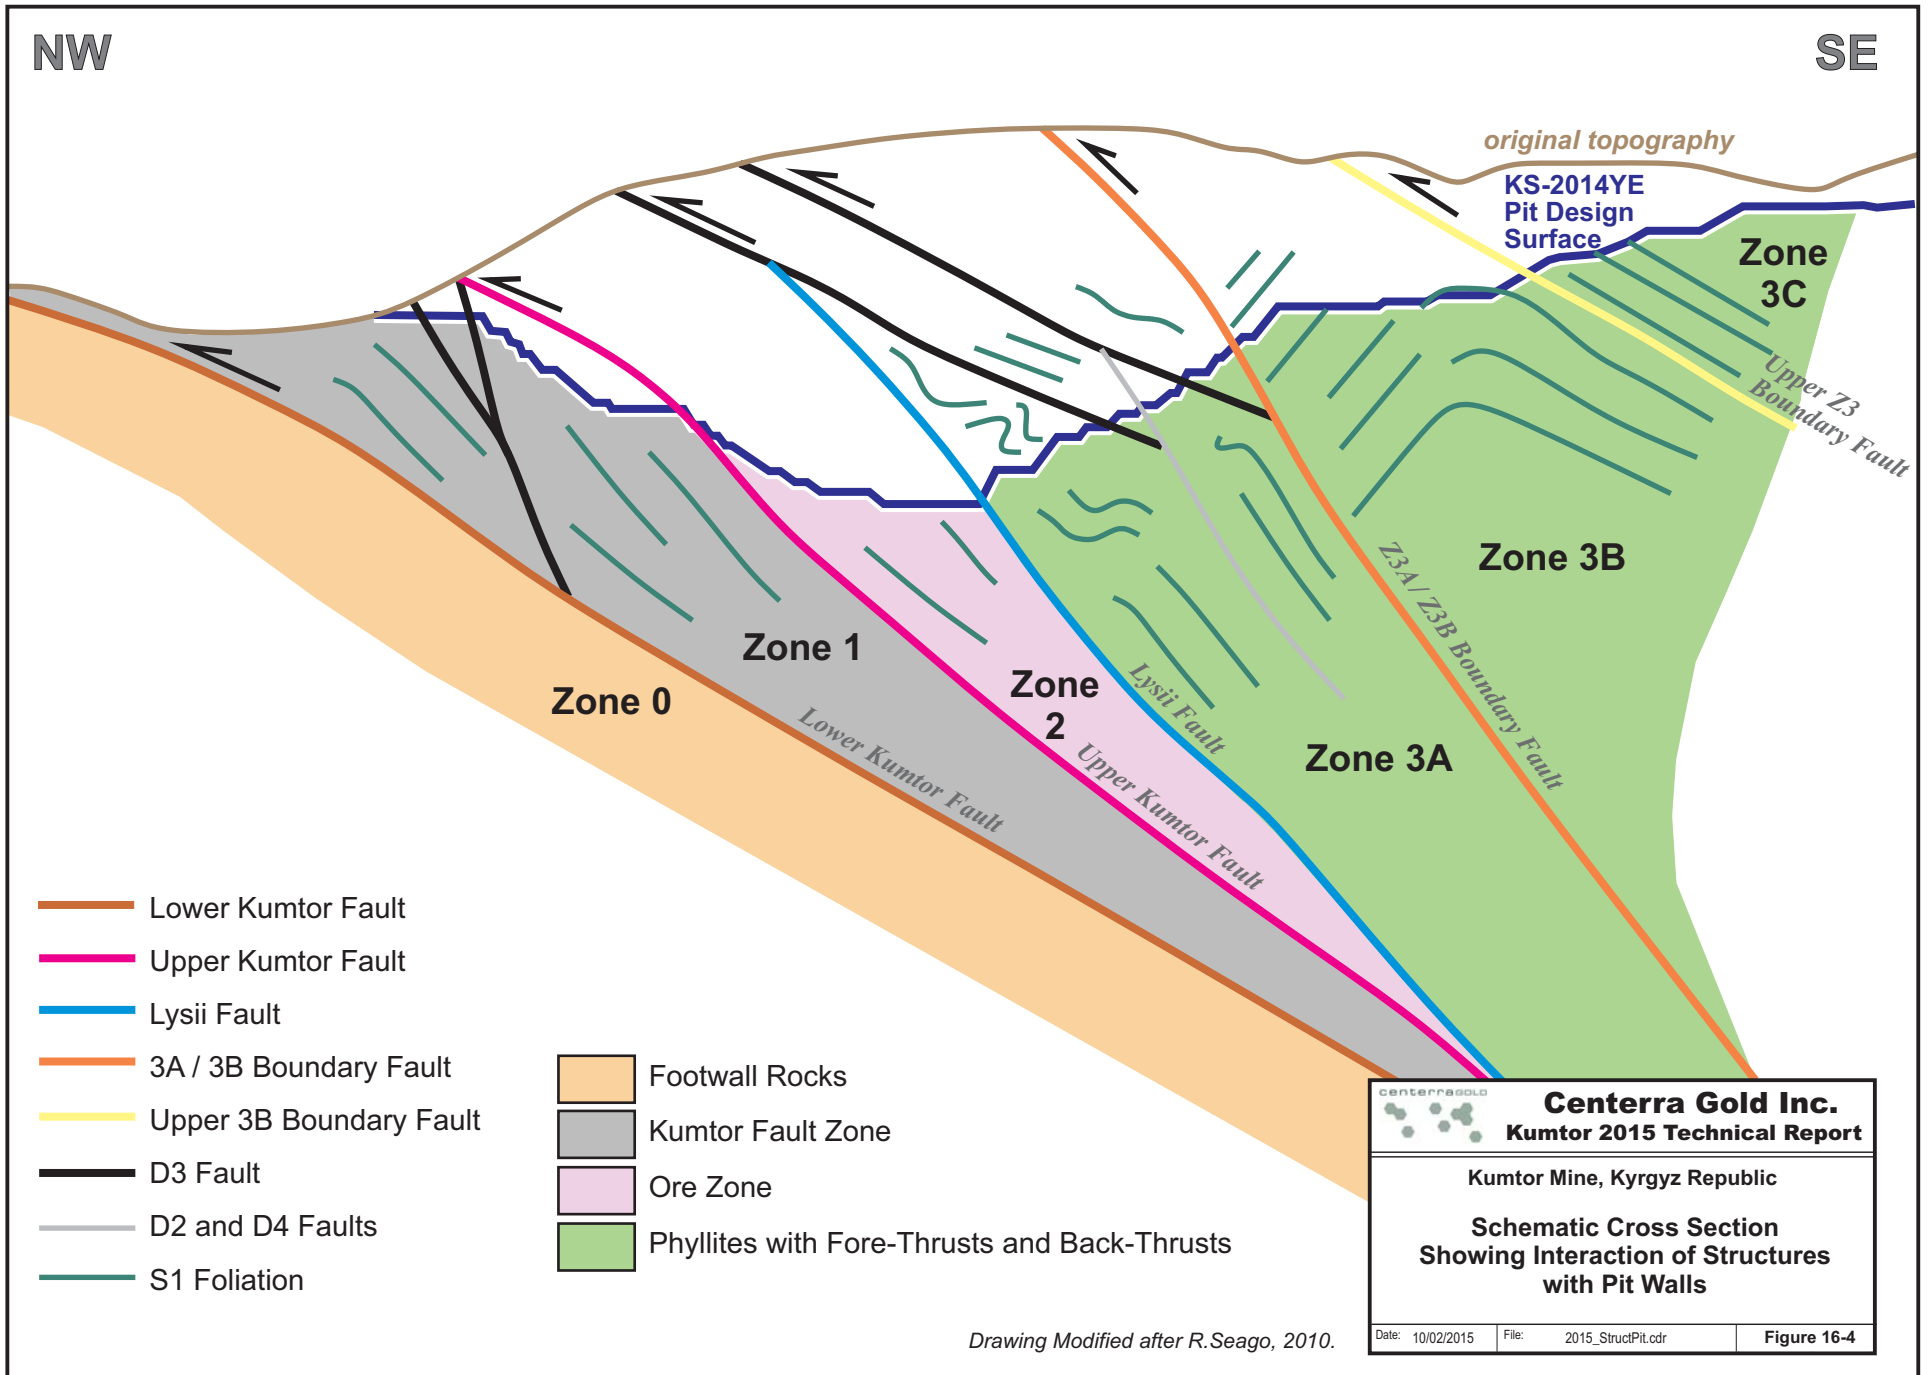 NW
SE
original topography
KS-2014YE
Pit Design
Surface
Zone
3C
Upper Z3
Boundary Fault
Zone 3B
Z3A / Z3B Boundary Fault
Zone 1
Zone 0
Zone
2
Lysii Fault
Zone 3A
Lower Kumtor Fault
Upper Kumtor Fault
Lower Kumtor Fault
Upper Kumtor Fault
Lysii Fault
3A / 3B Boundary Fault
Upper 3B Boundary Fault
D3 Fault
D2 and D4 Faults
S1 Foliation
Footwall Rocks
Kumtor Fault Zone
Ore Zone
Phyllites with Fore-Thrusts and Back-Thrusts
Drawing Modified after R.Seago, 2010.
centerraGOLD
Centerra Gold Inc.
Kumtor 2015 Technical Report
Kumtor Mine, Kyrgyz Republic
Schematic Cross Section
Showing Interaction of Structures
with Pit Walls
Date: 10/02/2015 File: 2015_StructPit.cdr Figure 16-4